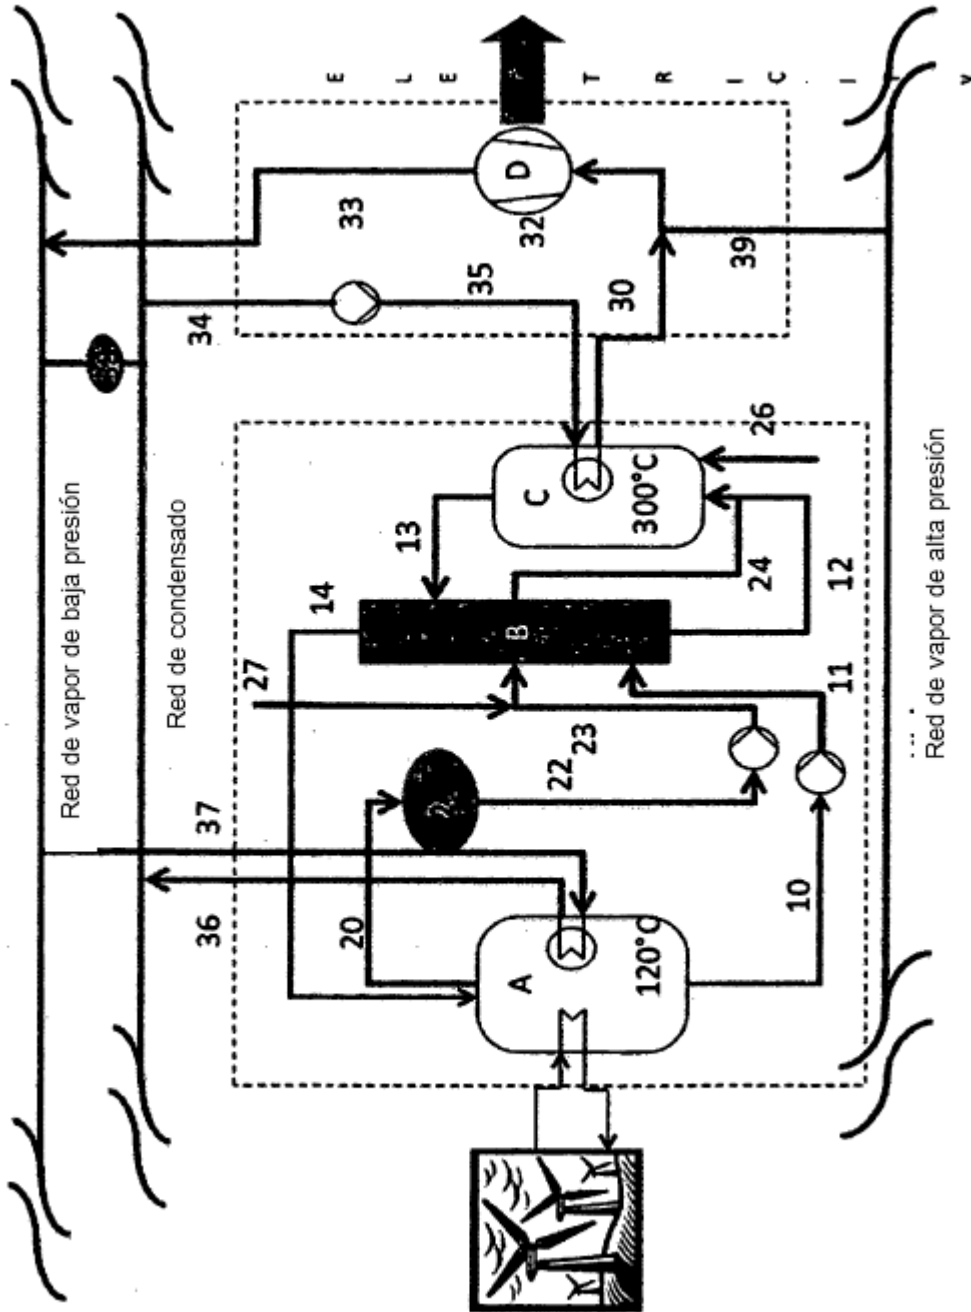 Red de vapor de baja presión
Red de condensado
Red de vapor de alta presión
E L E T R I C I Y
36
37
27
14
13
34
33
35
32
D
30
39
20
22
23
B
C
300°C
26
24
12
11
10
A
120°C